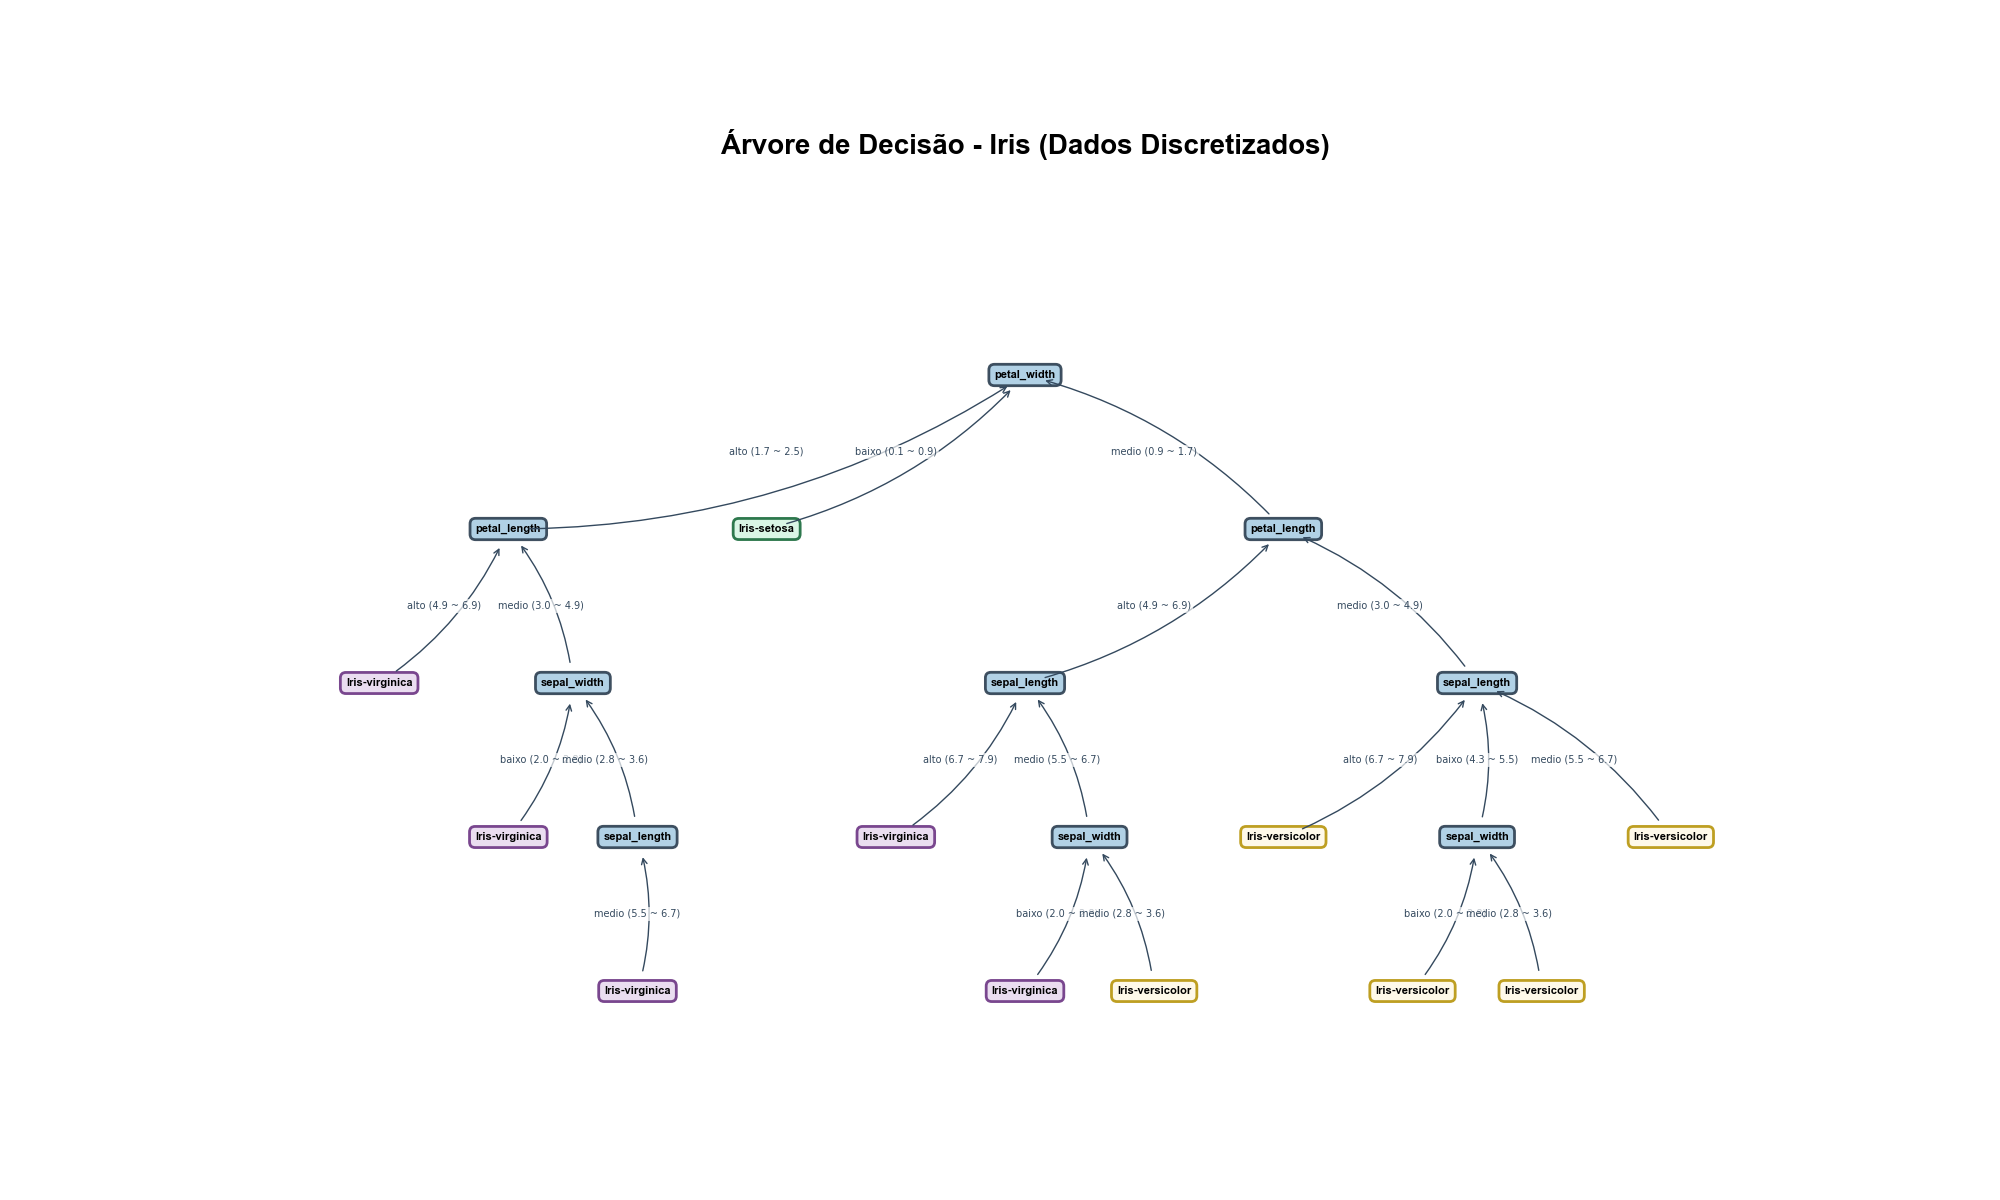 Árvore de Decisão - Iris (Dados Discretizados)
petal_width
alto (1.7 ~ 2.5)
baixo (0.1 ~ 0.9)
medio (0.9 ~ 1.7)
petal_length
Iris-setosa
petal_length
alto (4.9 ~ 6.9)
medio (3.0 ~ 4.9)
alto (4.9 ~ 6.9)
medio (3.0 ~ 4.9)
Iris-virginica
sepal_width
sepal_length
sepal_length
baixo (2.0 ~
medio (2.8 ~ 3.6)
alto (6.7 ~ 7.9)
medio (5.5 ~ 6.7)
alto (6.7 ~ 7.9)
baixo (4.3 ~ 5.5)
medio (5.5 ~ 6.7)
Iris-virginica
sepal_length
Iris-virginica
sepal_width
Iris-versicolor
sepal_width
Iris-versicolor
medio (5.5 ~ 6.7)
baixo (2.0 ~
medio (2.8 ~ 3.6)
baixo (2.0 ~
medio (2.8 ~ 3.6)
Iris-virginica
Iris-virginica
Iris-versicolor
Iris-versicolor
Iris-versicolor